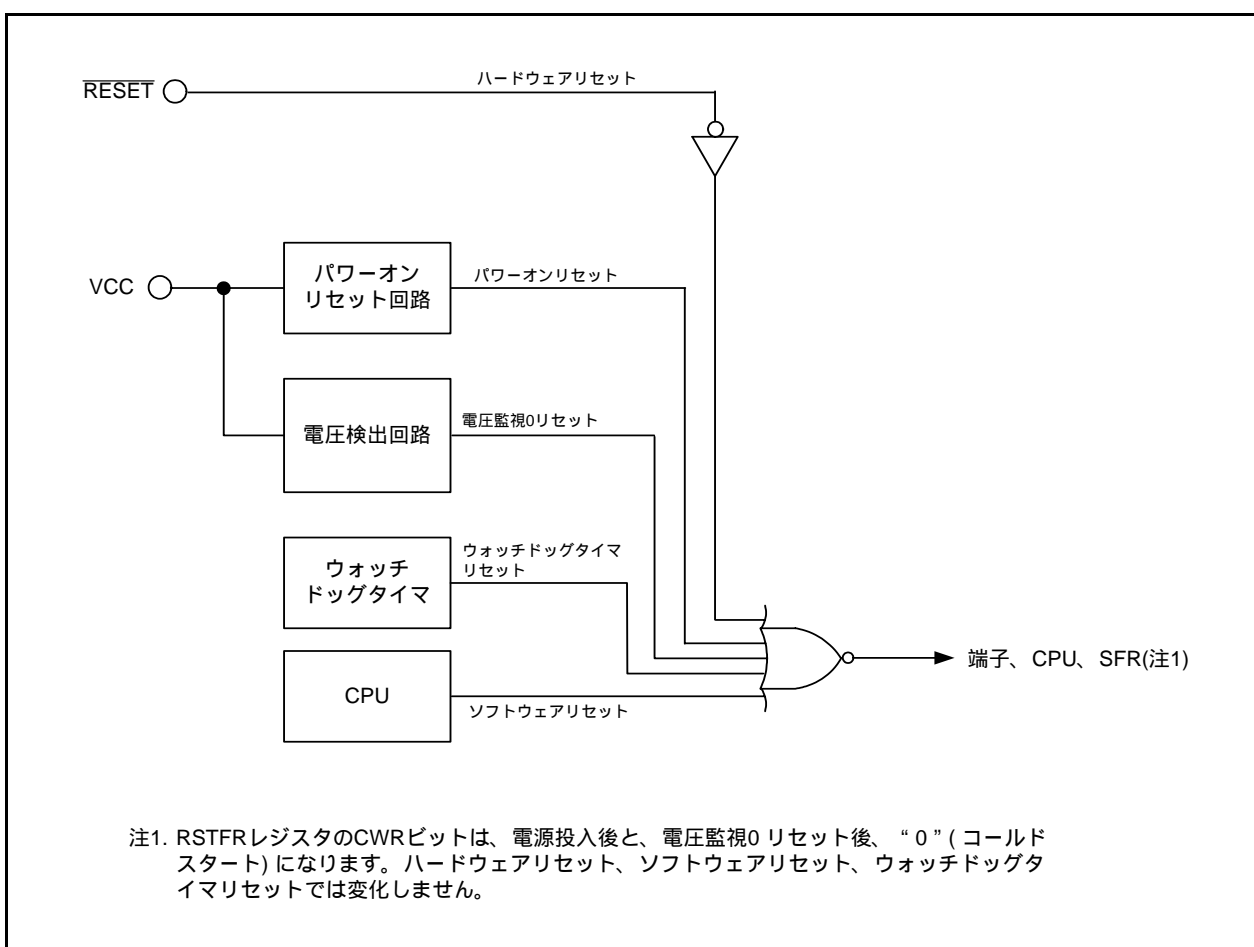 RESET
ハードウェアリセット
VCC
パワーオン
リセット回路
パワーオンリセット
電圧検出回路
電圧監視0リセット
ウォッチ
ドッグタイマ
ウォッチドッグタイマ
リセット
CPU
ソフトウェアリセット
端子、CPU、SFR(注1)
注1. RSTFRレジスタのCWRビットは、電源投入後と、電圧監視0 リセット後、“ 0 ” ( コールド
スタート) になります。ハードウェアリセット、ソフトウェアリセット、ウォッチドッグタ
イマリセットでは変化しません。